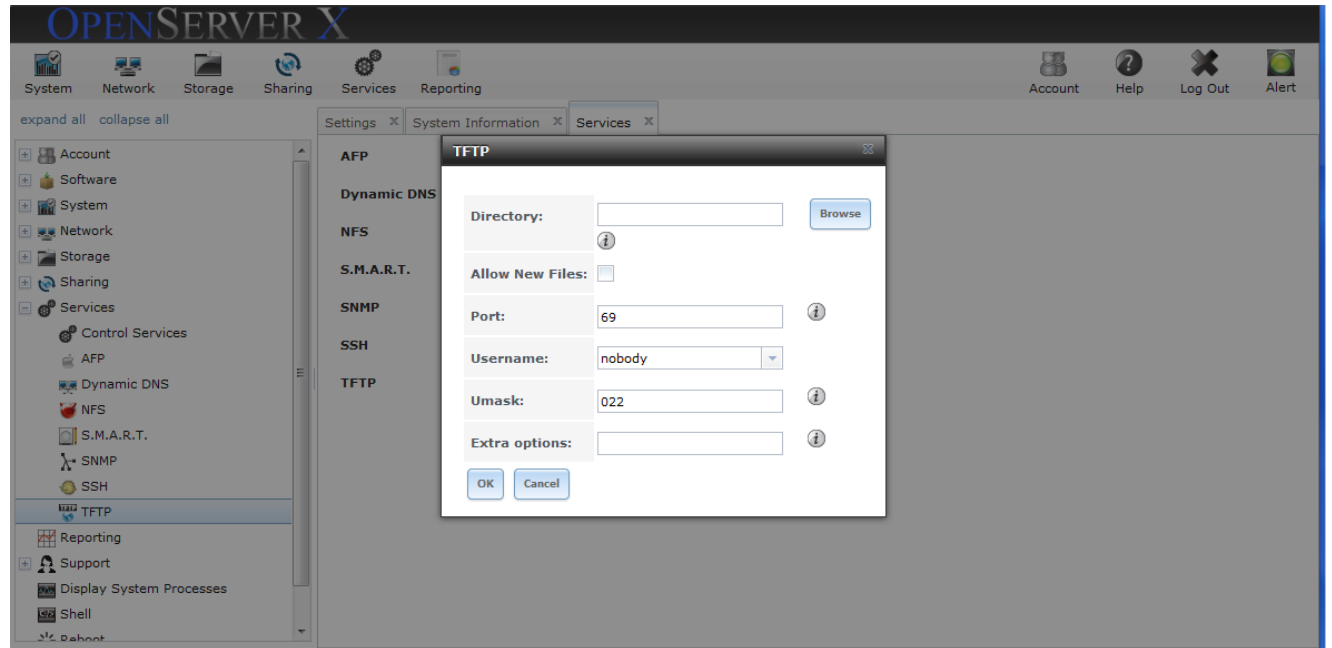 OPENSERVER X
System Network Storage Sharing Services Reporting Account Help Log Out Alert
expand all collapse all
Settings System Information Services
Account
Software
System
Network
Storage
Sharing
Services
Control Services
AFP
Dynamic DNS
NFS
S.M.A.R.T.
SNMP
SSH
TFTP
Reporting
Support
Display System Processes
Shell
Reboot
AFP
Dynamic DNS
NFS
S.M.A.R.T.
SNMP
SSH
TFTP
TFTP
Directory: Browse
Allow New Files:
Port: 69
Username: nobody
Umask: 022
Extra options:
OK Cancel